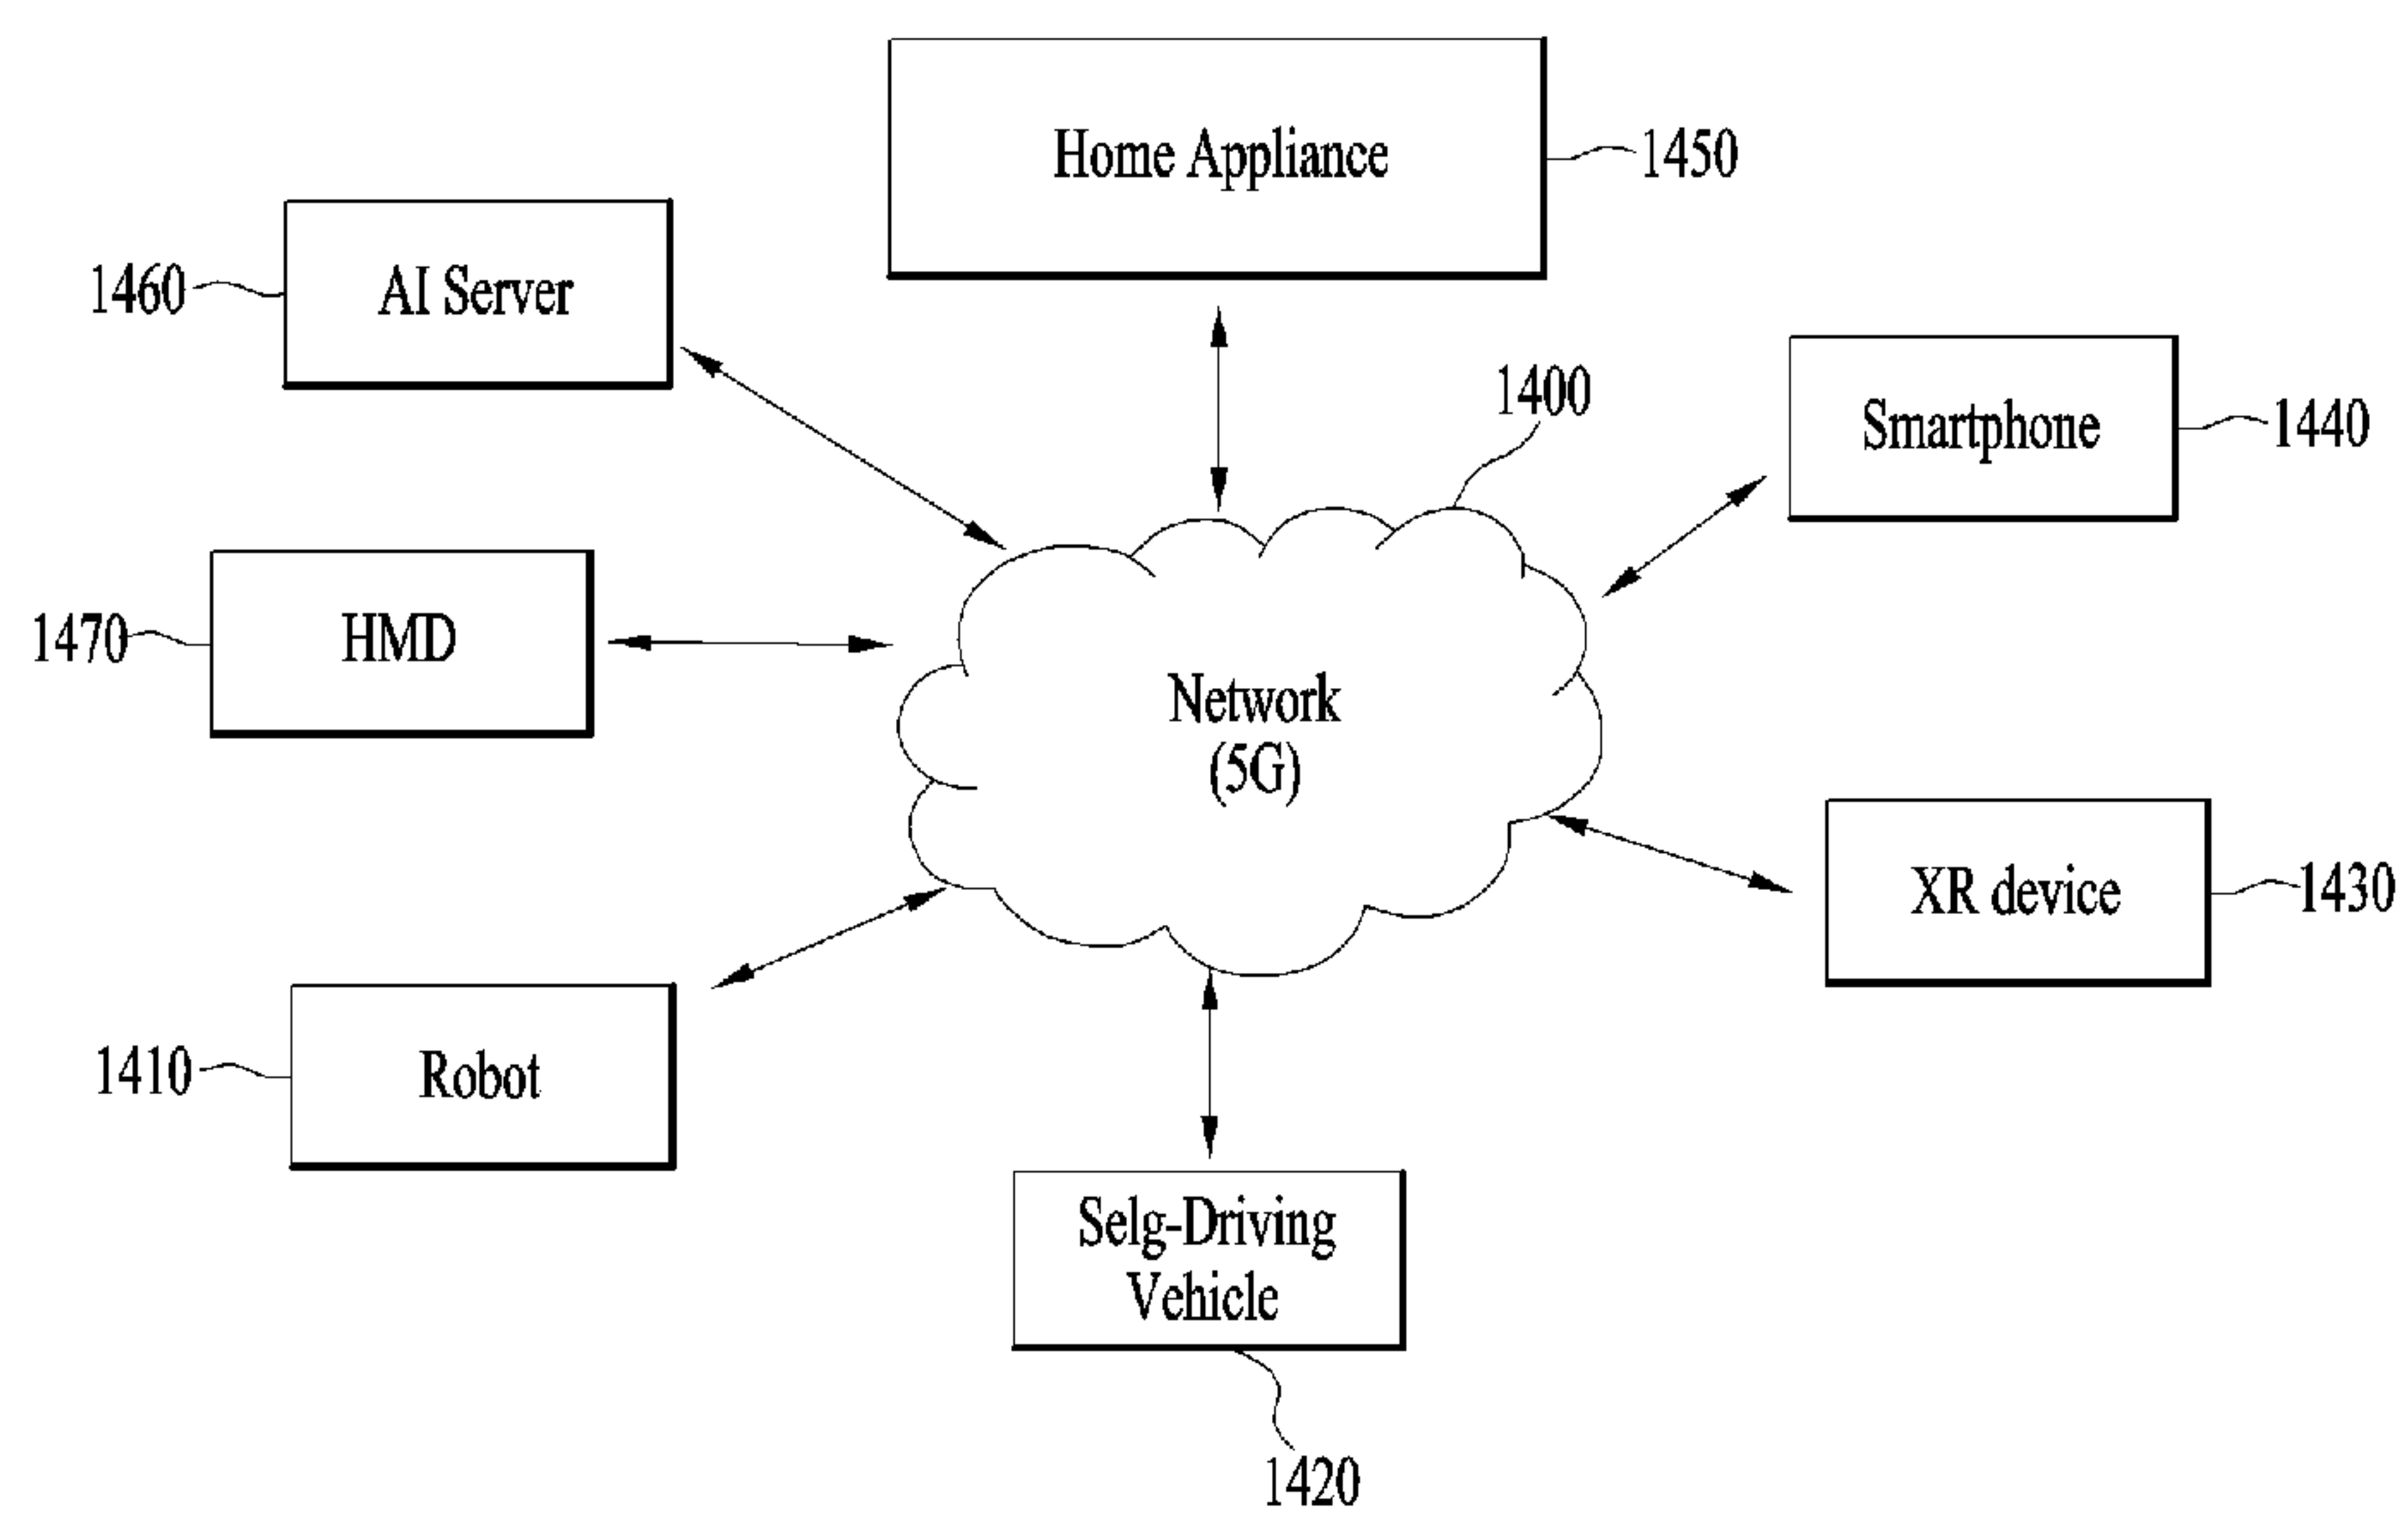 Home Appliance
1450
1460
AI Server
1400
Smartphone
1440
1470
HMD
Network
(5G)
XR device
1430
1410
Robot
Selg-Driving
Vehicle
1420